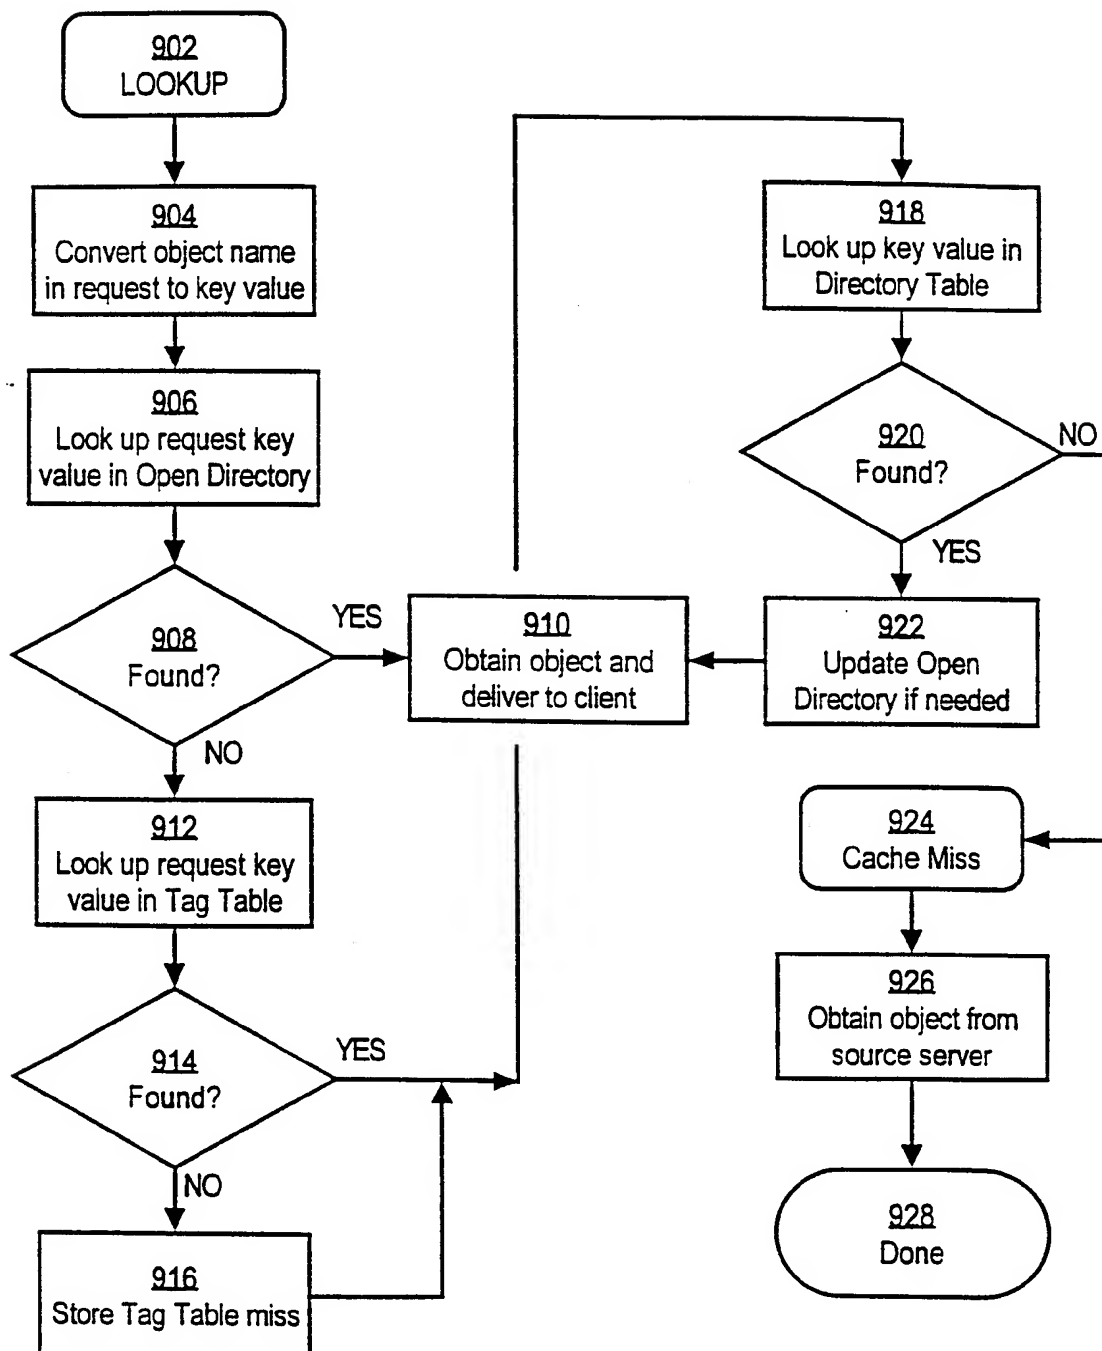 902
LOOKUP
904
Convert object name
in request to key value
906
Look up request key
value in Open Directory
908
Found?
YES
NO
910
Obtain object and
deliver to client
912
Look up request key
value in Tag Table
914
Found?
YES
NO
916
Store Tag Table miss
918
Look up key value in
Directory Table
920
Found?
NO
YES
922
Update Open
Directory if needed
924
Cache Miss
926
Obtain object from
source server
928
Done